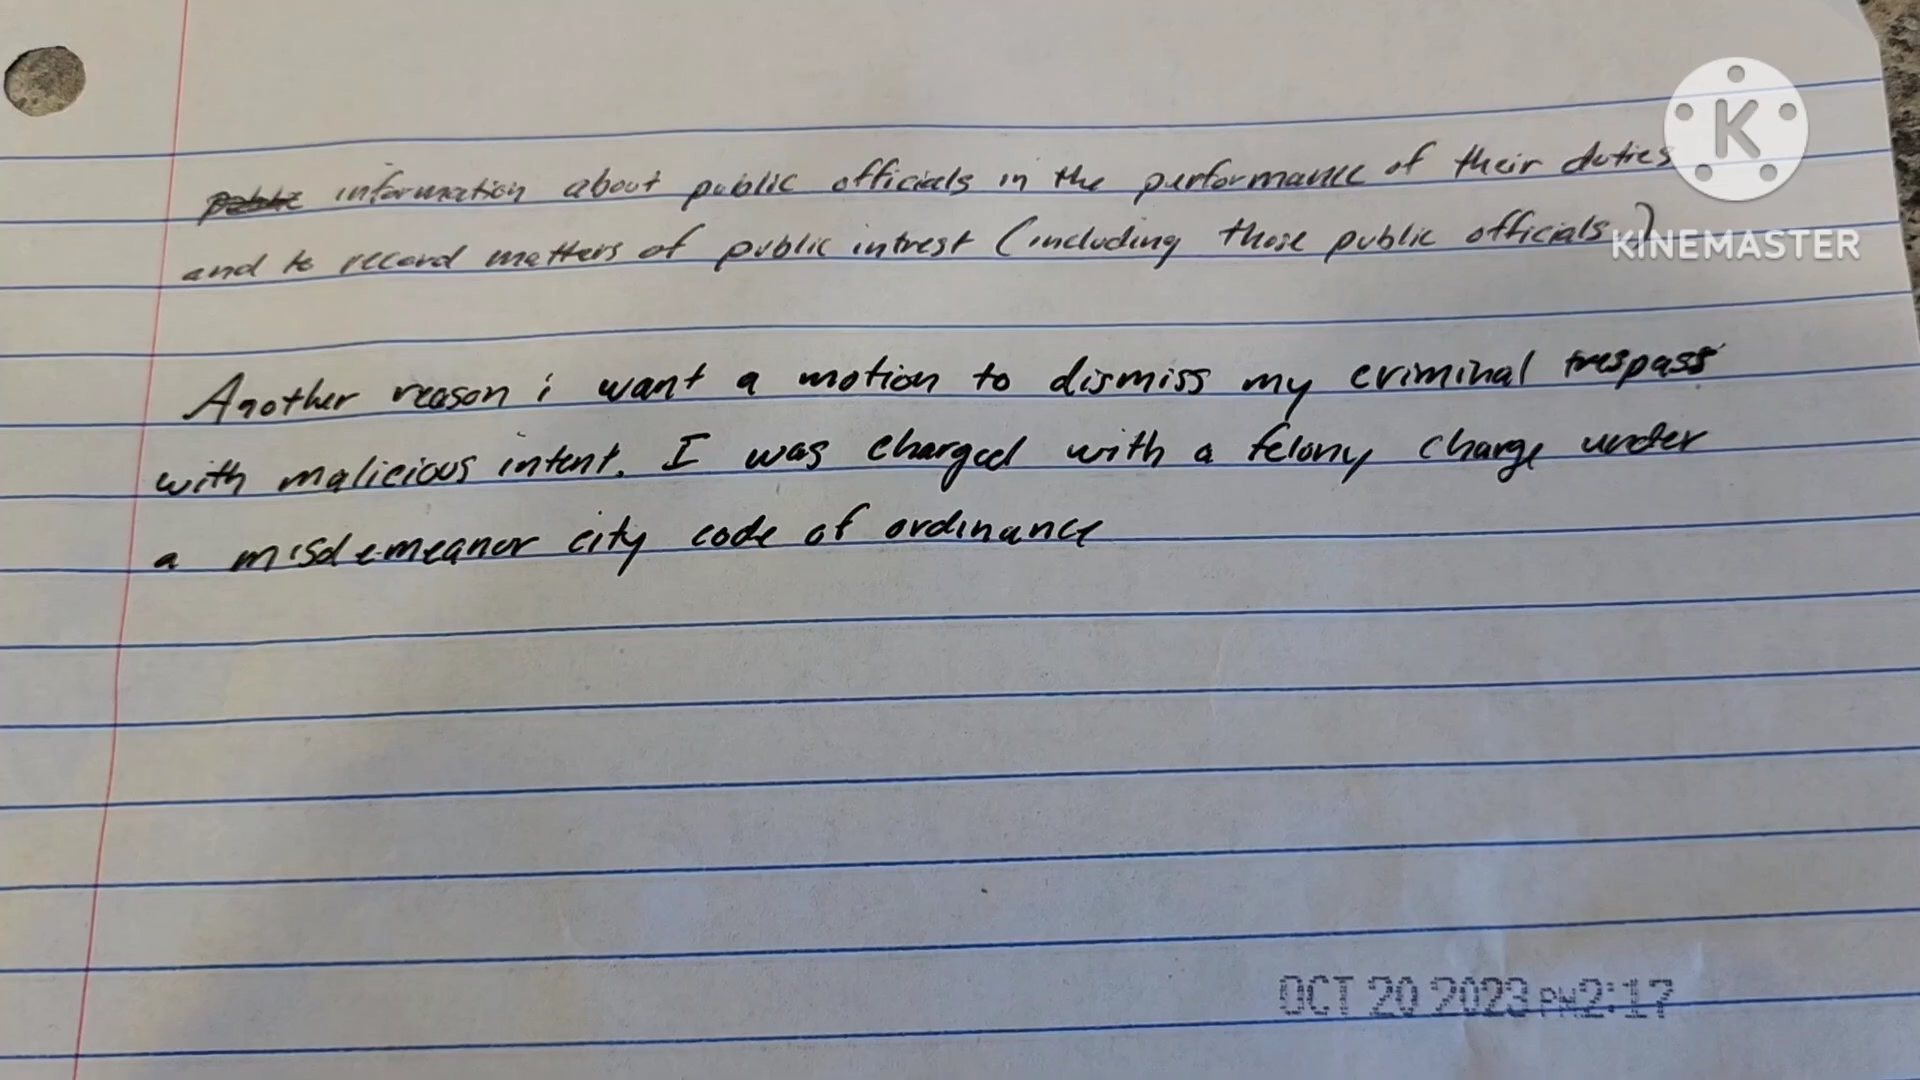 public information about public officials in the performance of their duties
and to record matters of public intrest (including those public officials)
KINEMASTER
Another reason i want a motion to dismiss my criminal trespass
with malicious intent. I was charged with a felony charge under
a misdemeanor city code of ordinance
OCT 20 2023 PM 2:17